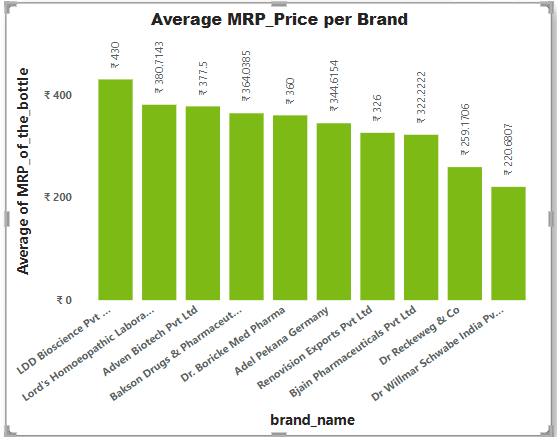 Average MRP_Price per Brand
Average of MRP_of_the_bottle
₹ 400
₹ 200
₹ 0
₹ 430
₹ 380.7143
₹ 377.5
₹ 364.0385
₹ 360
₹ 344.6154
₹ 326
₹ 322.2222
₹ 259.1706
₹ 220.6807
LDD Bioscience Pvt ...
Lord's Homoeopathic Labora...
Adven Biotech Pvt Ltd
Bakson Drugs & Pharmaceut...
Dr. Boricke Med Pharma
Adel Pekana Germany
Renovision Exports Pvt Ltd
Bjain Pharmaceuticals Pvt Ltd
Dr Reckeweg & Co
Dr Willmar Schwabe India Pv...
brand_name